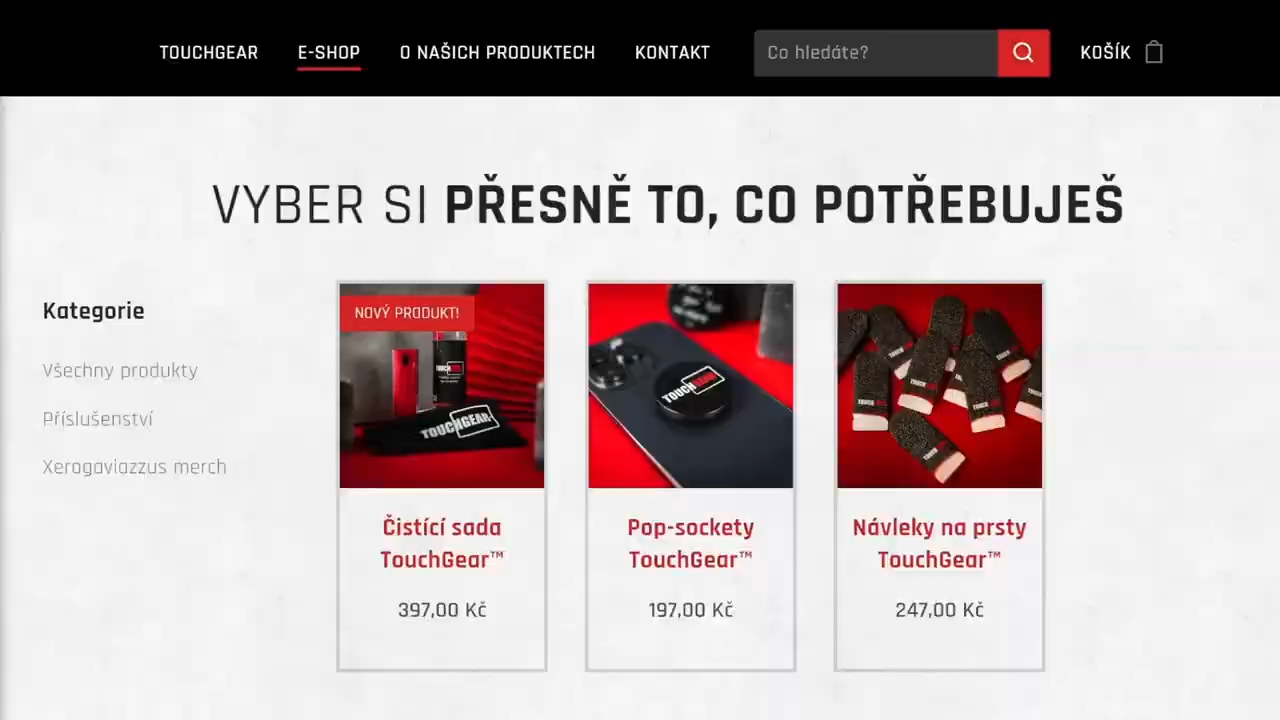 TOUCHGEAR E-SHOP O NAŠICH PRODUKTECH KONTAKT Co hledáte? KOŠÍK
VYBER SI PŘESNĚ TO, CO POTŘEBUJEŠ
Kategorie
Všechny produkty
Příslušenství
Xerogaviazzus merch
NOVÝ PRODUKT!
TOUCHGEAR
Čistící sada
TouchGear™
397,00 Kč
TOUCHGEAR
Pop-sockety
TouchGear™
197,00 Kč
Návleky na prsty
TouchGear™
247,00 Kč